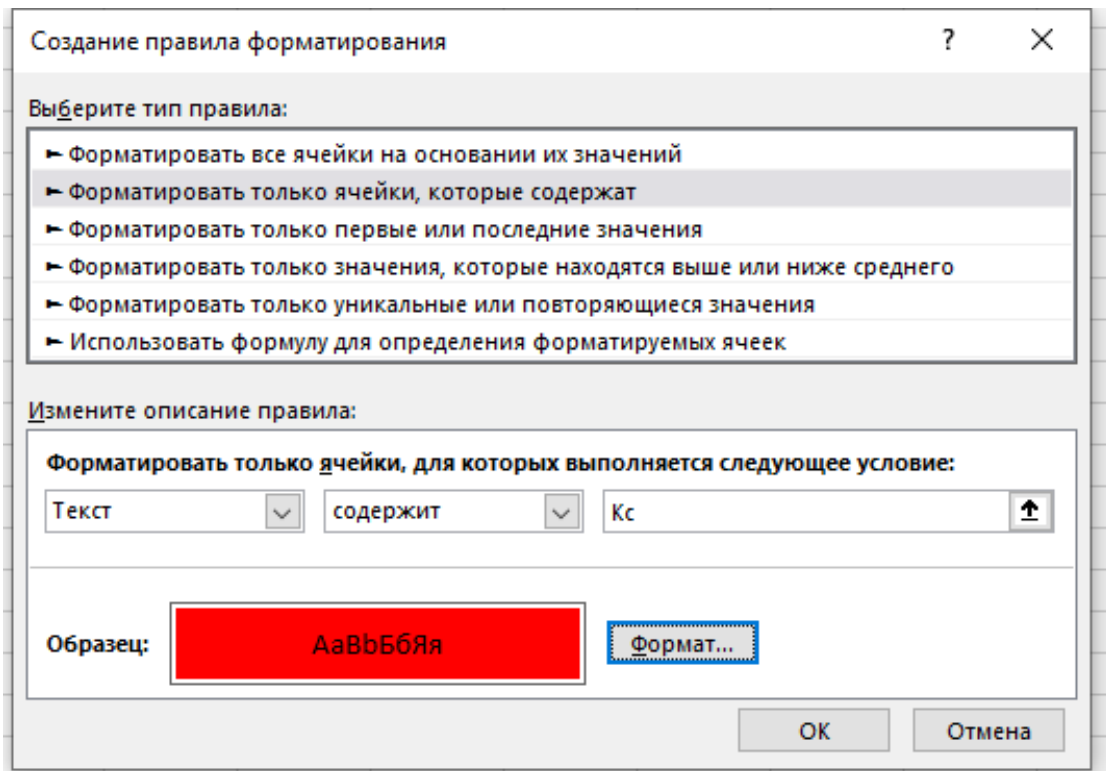 Создание правила форматирования ?
Выберите тип правила:
► Форматировать все ячейки на основании их значений
► Форматировать только ячейки, которые содержат
► Форматировать только первые или последние значения
► Форматировать только значения, которые находятся выше или ниже среднего
► Форматировать только уникальные или повторяющиеся значения
► Использовать формулу для определения форматируемых ячеек
Измените описание правила:
Форматировать только ячейки, для которых выполняется следующее условие:
Текст содержит Кс
Образец: АаВbБбЯя Формат...
ОК Отмена